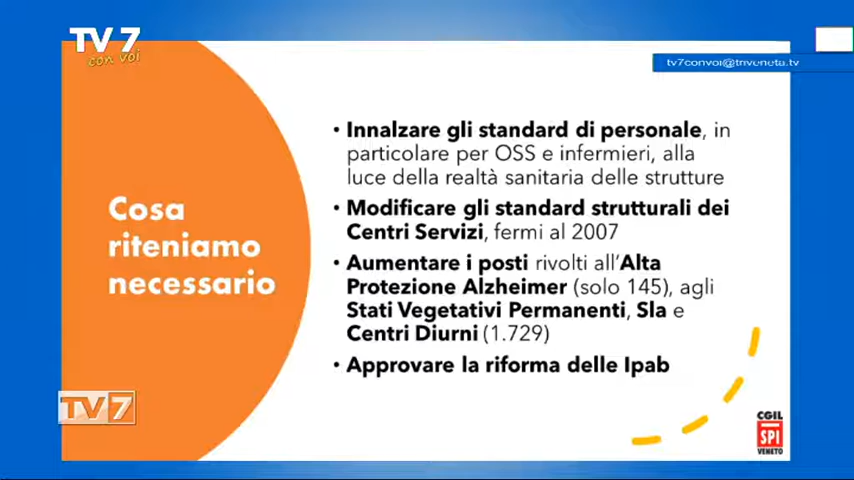 TV 7
con voi
tv7convoi@triveneta.tv
Cosa
riteniamo
necessario
• Innalzare gli standard di personale, in
particolare per OSS e infermieri, alla
luce della realtà sanitaria delle strutture
• Modificare gli standard strutturali dei
Centri Servizi, fermi al 2007
• Aumentare i posti rivolti all'Alta
Protezione Alzheimer (solo 145), agli
Stati Vegetativi Permanenti, Sla e
Centri Diurni (1.729)
• Approvare la riforma delle Ipab
TV7
CGIL
SPI
VENETO